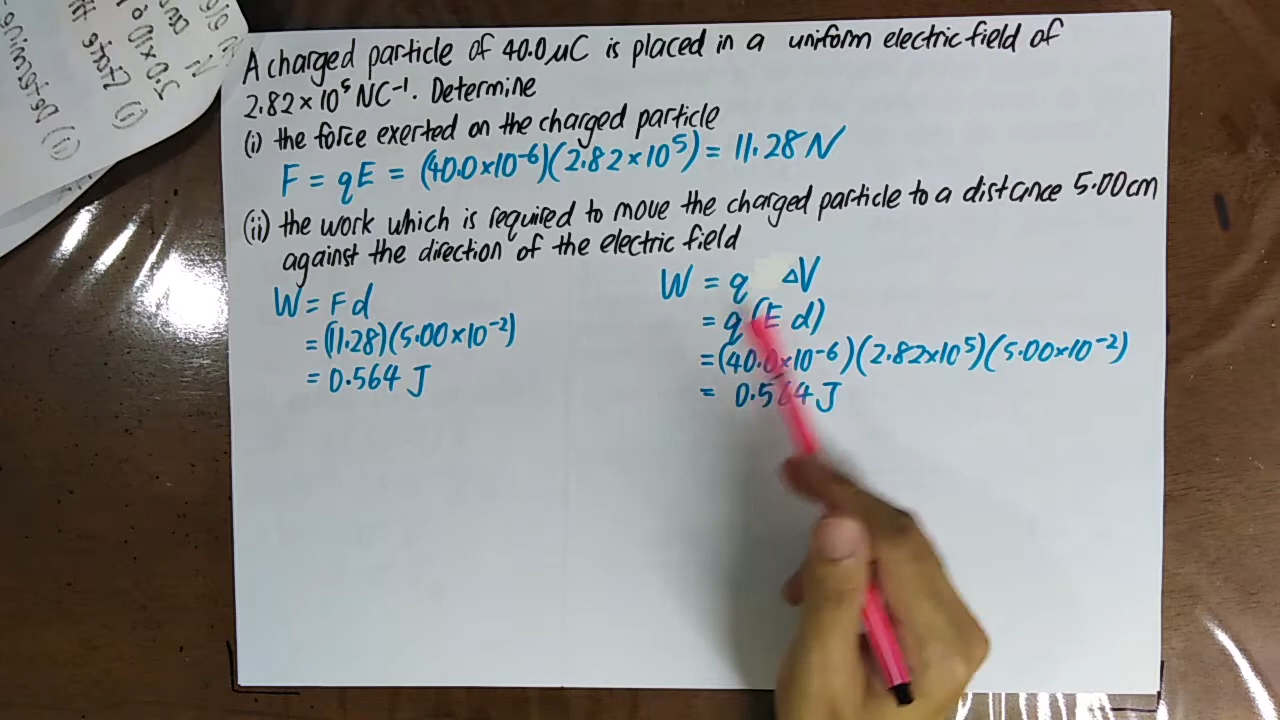 A charged particle of 40.0μC is placed in a uniform electric field of
2.82×10⁵ NC⁻¹. Determine
(i) the force exerted on the charged particle
F = qE = (40.0×10⁻⁶)(2.82×10⁵) = 11.28 N
(ii) the work which is required to move the charged particle to a distance 5.00cm
against the direction of the electric field
W = Fd
= (11.28)(5.00×10⁻²)
= 0.564 J
W = q ΔV
= q(E d)
= (40.0×10⁻⁶)(2.82×10⁵)(5.00×10⁻²)
= 0.564 J